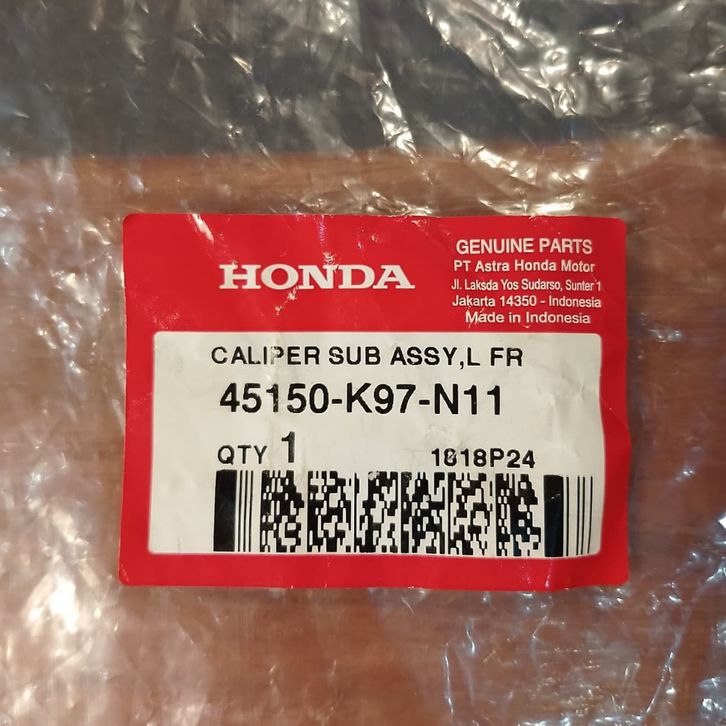 HONDA
GENUINE PARTS
PT Astra Honda Motor
Jl. Laksda Yos Sudarso, Sunter 1
Jakarta 14350 - Indonesia
Made in Indonesia
CALIPER SUB ASSY,L FR
45150-K97-N11
QTY 1 1818P24